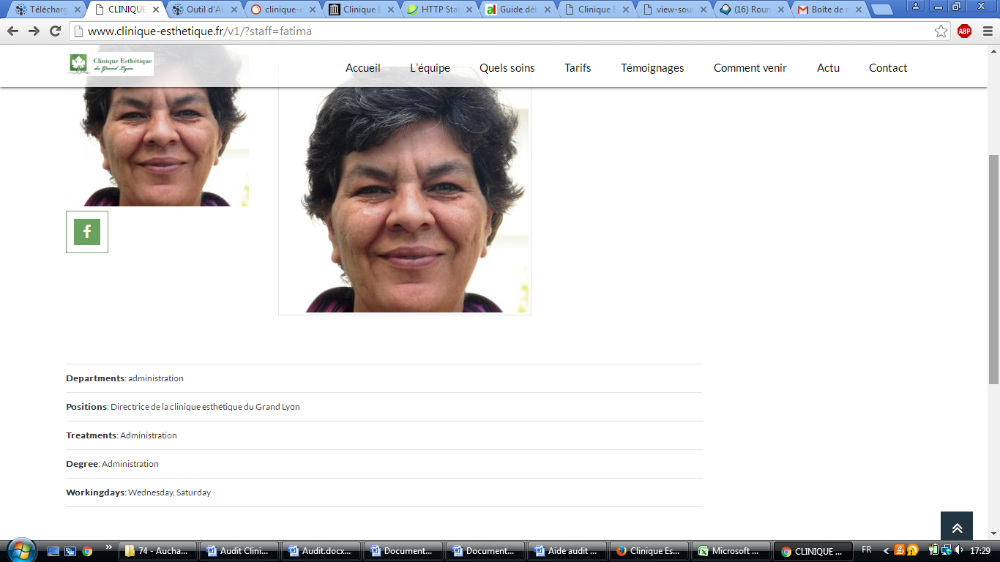 Télécharg
CLINIQUE
Outil d'Au
clinique-e
Clinique E
HTTP Stat
Guide dét
Clinique E
view-sour
(16) Roun
Boîte de r
www.clinique-esthetique.fr/v1/?staff=fatima
ABP
Clinique Esthétique
du Grand Lyon
Accueil
L'équipe
Quels soins
Tarifs
Témoignages
Comment venir
Actu
Contact
f
Departments: administration
Positions: Directrice de la clinique esthétique du Grand Lyon
Treatments: Administration
Degree: Administration
Workingdays: Wednesday, Saturday
74 - Aucha...
Audit Clini...
Audit.docx...
Document...
Document...
Aide audit ...
Clinique Es...
Microsoft ...
CLINIQUE ...
FR
17:29